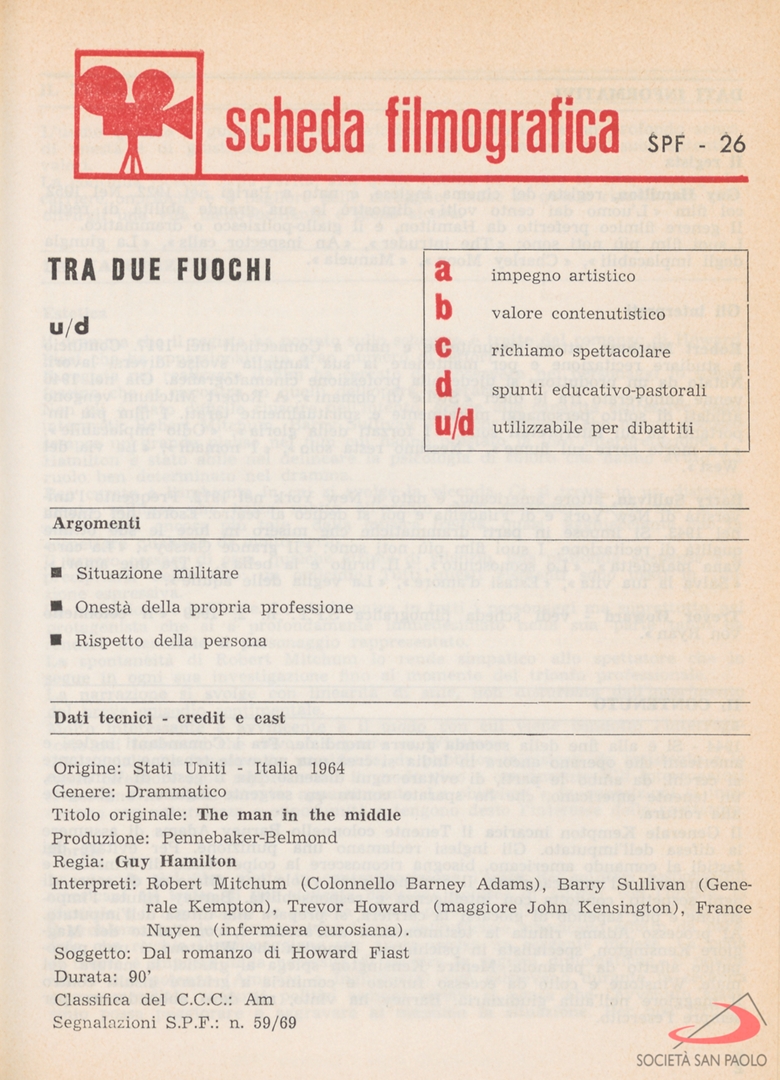 scheda filmografica SPF - 26
TRA DUE FUOCHI
u/d
a impegno artistico
b valore contenutistico
c richiamo spettacolare
d spunti educativo-pastorali
u/d utilizzabile per dibattiti
Argomenti
■ Situazione militare
■ Onestà della propria professione
■ Rispetto della persona
Dati tecnici - credit e cast
Origine: Stati Uniti - Italia 1964
Genere: Drammatico
Titolo originale: The man in the middle
Produzione: Pennebaker-Belmond
Regia: Guy Hamilton
Interpreti: Robert Mitchum (Colonnello Barney Adams), Barry Sullivan (Gene-
rale Kempton), Trevor Howard (maggiore John Kensington), France
Nuyen (infermiera eurosiana).
Soggetto: Dal romanzo di Howard Fiast
Durata: 90'
Classifica del C.C.C.: Am
Segnalazioni S.P.F.: n. 59/69
SOCIETÀ SAN PAOLO